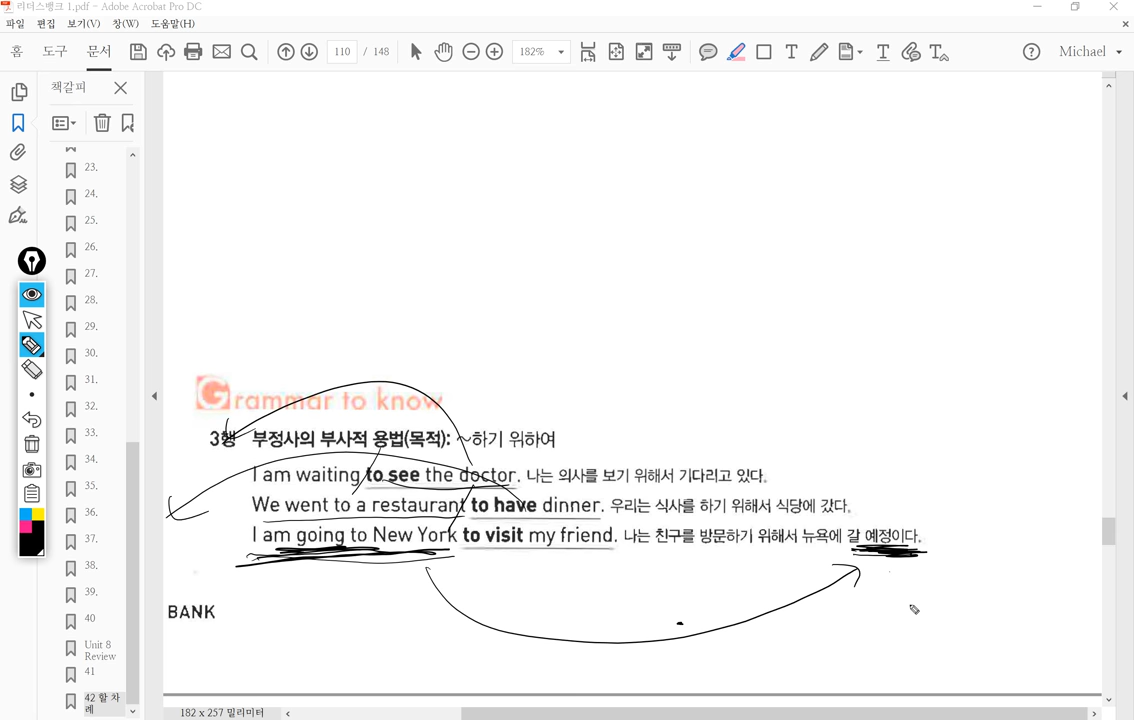 리더스뱅크 1.pdf - Adobe Acrobat Pro DC
파일 편집 보기(V) 창(W) 도움말(H)
홈 도구 문서 110 / 148 182% Michael
책갈피
23.
24.
25.
26.
27.
28.
29.
30.
31.
32.
33.
34.
35.
36.
37.
38.
39.
40
Unit 8
Review
41
42 할 차
례
Grammar to know
3행 부정사의 부사적 용법(목적): ~하기 위하여
I am waiting to see the doctor. 나는 의사를 보기 위해서 기다리고 있다.
We went to a restaurant to have dinner. 우리는 식사를 하기 위해서 식당에 갔다.
I am going to New York to visit my friend. 나는 친구를 방문하기 위해서 뉴욕에 갈 예정이다.
BANK
182 x 257 밀리미터